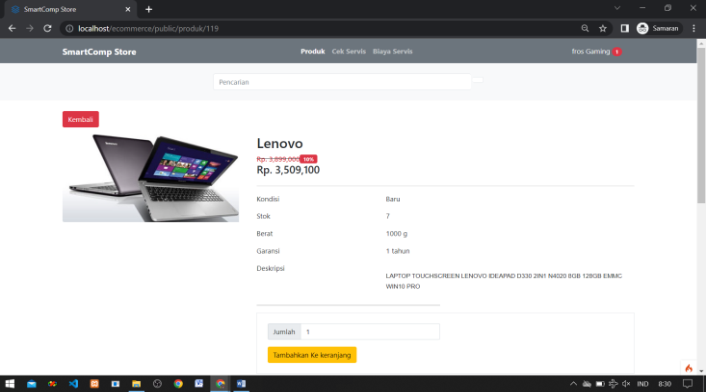 SmartComp Store
localhost/ecommerce/public/produk/119
Samaran
SmartComp Store
Produk Cek Servis Biaya Servis
fros Gaming
Pencarian
Kembali
Lenovo
Rp. 3,899,000 10%
Rp. 3,509,100
Kondisi Baru
Stok 7
Berat 1000 g
Garansi 1 tahun
Deskripsi
LAPTOP TOUCHSCREEN LENOVO IDEAPAD D330 2IN1 N4020 8GB 128GB EMMC
WIN10 PRO
Jumlah 1
Tambahkan Ke keranjang
IND 8:30